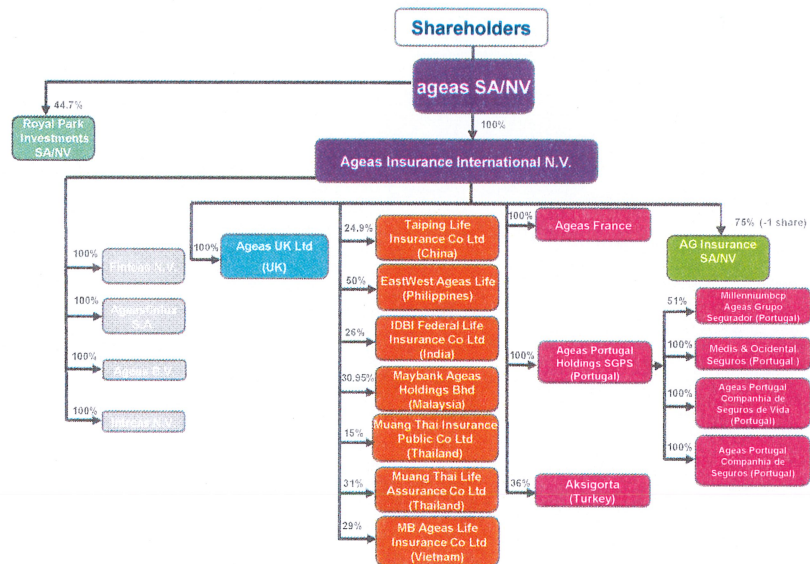 Shareholders
ageas SA/NV
44.7%
Royal Park
Investments
SA/NV
100%
Ageas Insurance International N.V.
100%
Fintees N.V.
100%
S.A.
100%
Ageas B.V.
100%
Intreinf N.V.
100%
Ageas UK Ltd
(UK)
24.9%
Taiping Life
Insurance Co Ltd
(China)
50%
EastWest Ageas Life
(Philippines)
26%
IDBI Federal Life
Insurance Co Ltd
(India)
30.95%
Maybank Ageas
Holdings Bhd
(Malaysia)
15%
Muang Thai Insurance
Public Co Ltd
(Thailand)
31%
Muang Thai Life
Assurance Co Ltd
(Thailand)
29%
MB Ageas Life
Insurance Co Ltd
(Vietnam)
100%
Ageas France
100%
Ageas Portugal
Holdings SGPS
(Portugal)
36%
Aksigorta
(Turkey)
75% (-1 share)
AG Insurance
SA/NV
51%
Millenniumbcp
Ageas Grupo
Segurador (Portugal)
100%
Médis & Ocidental
Seguros (Portugal )
100%
Ageas Portugal
Companhia de
Seguros de Vida
(Portugal)
100%
Ageas Portugal
Companhia de
Seguros (Portugal)